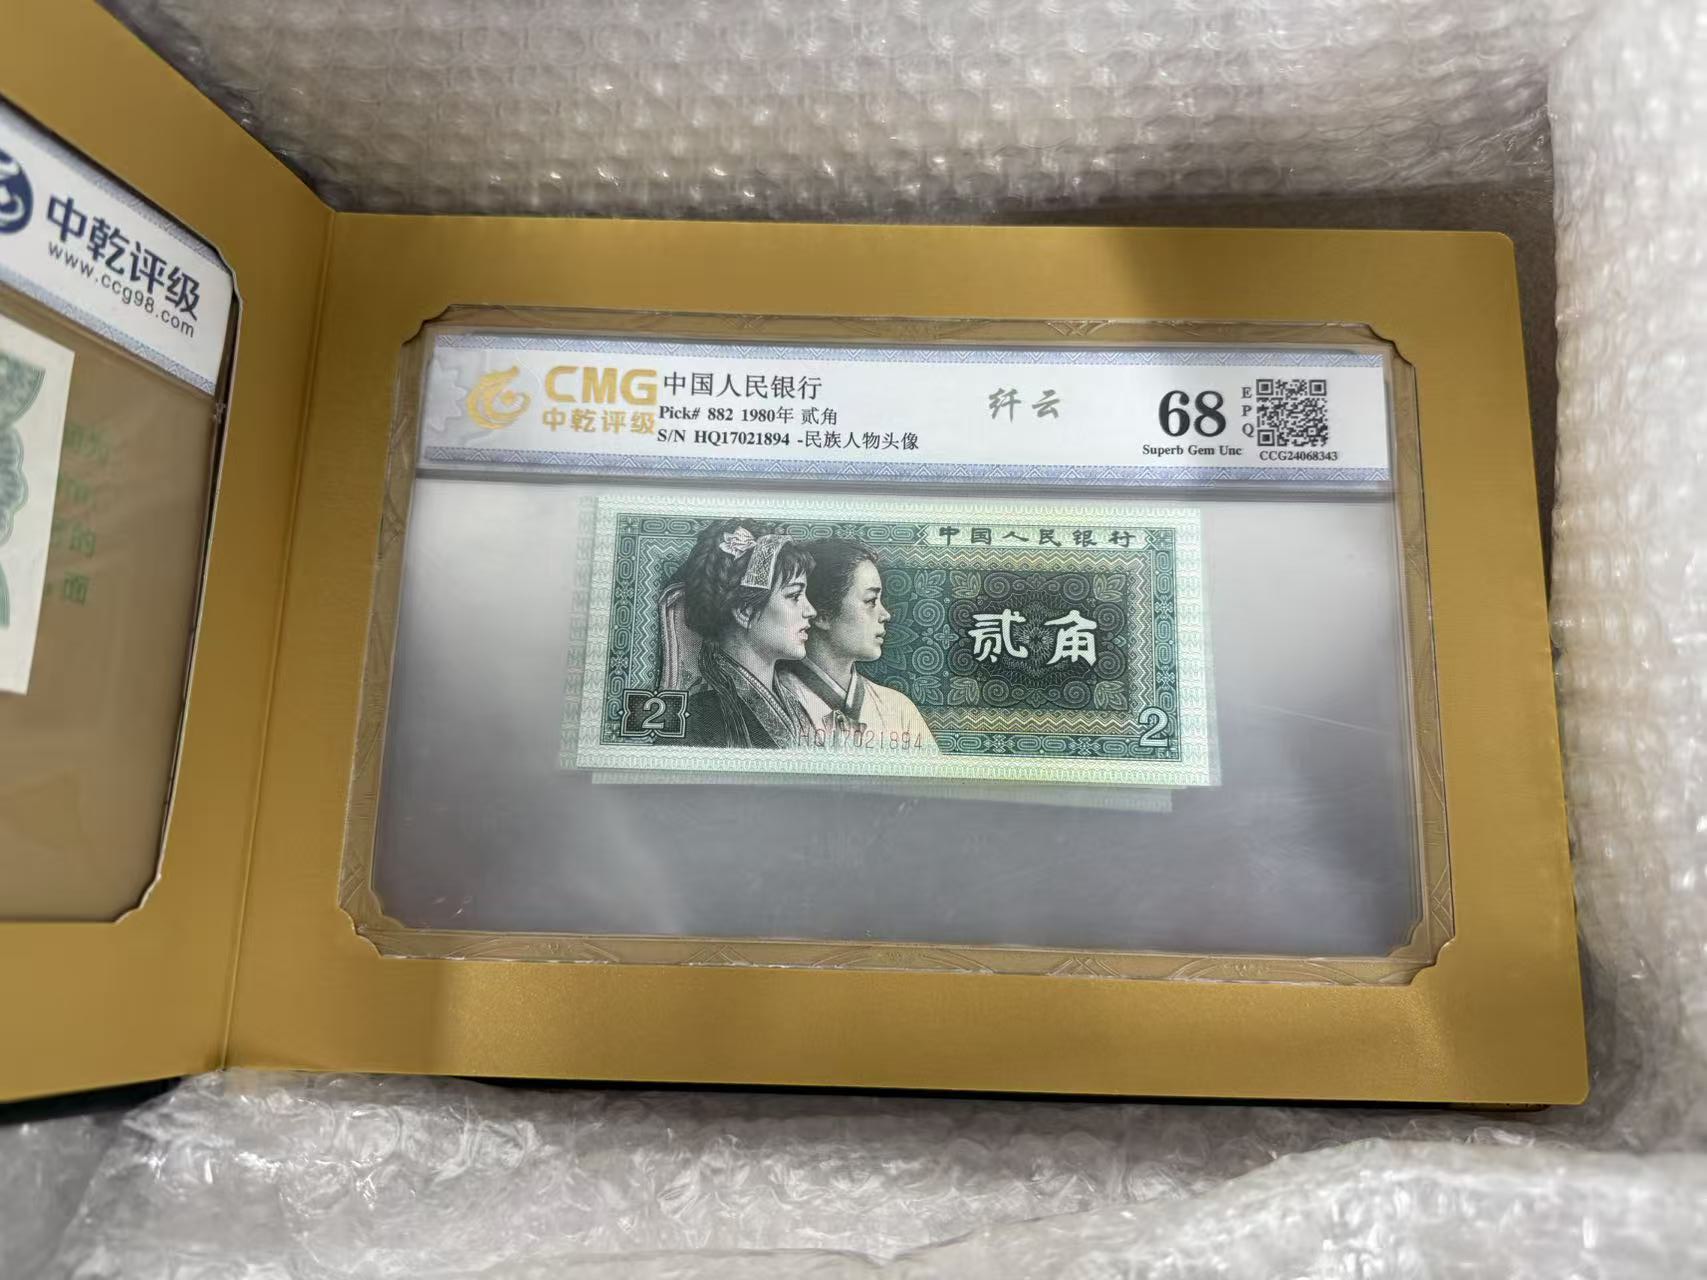 中乾评级
www.ccg98.com
的
面
CMG
中乾评级
中国人民银行
Pick# 882 1980年 贰角
S/N HQ17021894 -民族人物头像
纤云
68
EPQ
Superb Gem Unc
CCG24068343
中国人民银行
贰角
2
HQ17021894
2